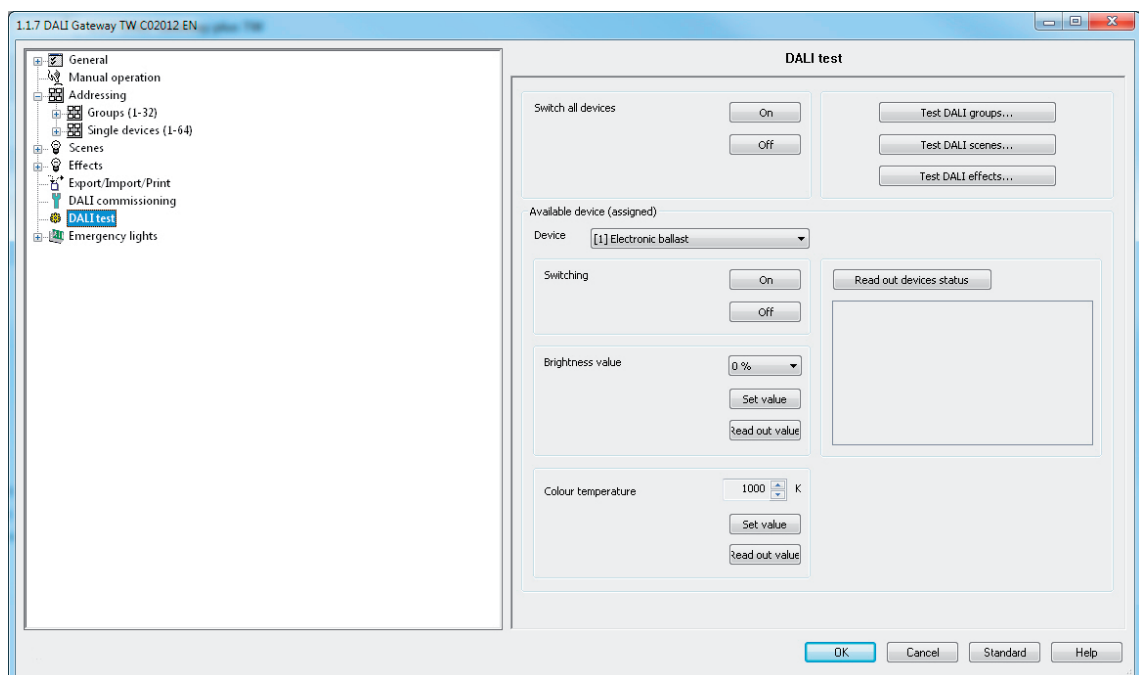 1.1.7 DALI Gateway TW C02012 EN
General
Manual operation
Addressing
Groups (1-32)
Single devices (1-64)
Scenes
Effects
Export/Import/Print
DALI commissioning
DALI test
Emergency lights
DALI test
Switch all devices
On
Off
Test DALI groups...
Test DALI scenes...
Test DALI effects...
Available device (assigned)
Device
[1] Electronic ballast
Switching
On
Off
Read out devices status
Brightness value
0 %
Set value
Read out value
Colour temperature
1000 K
Set value
Read out value
OK
Cancel
Standard
Help